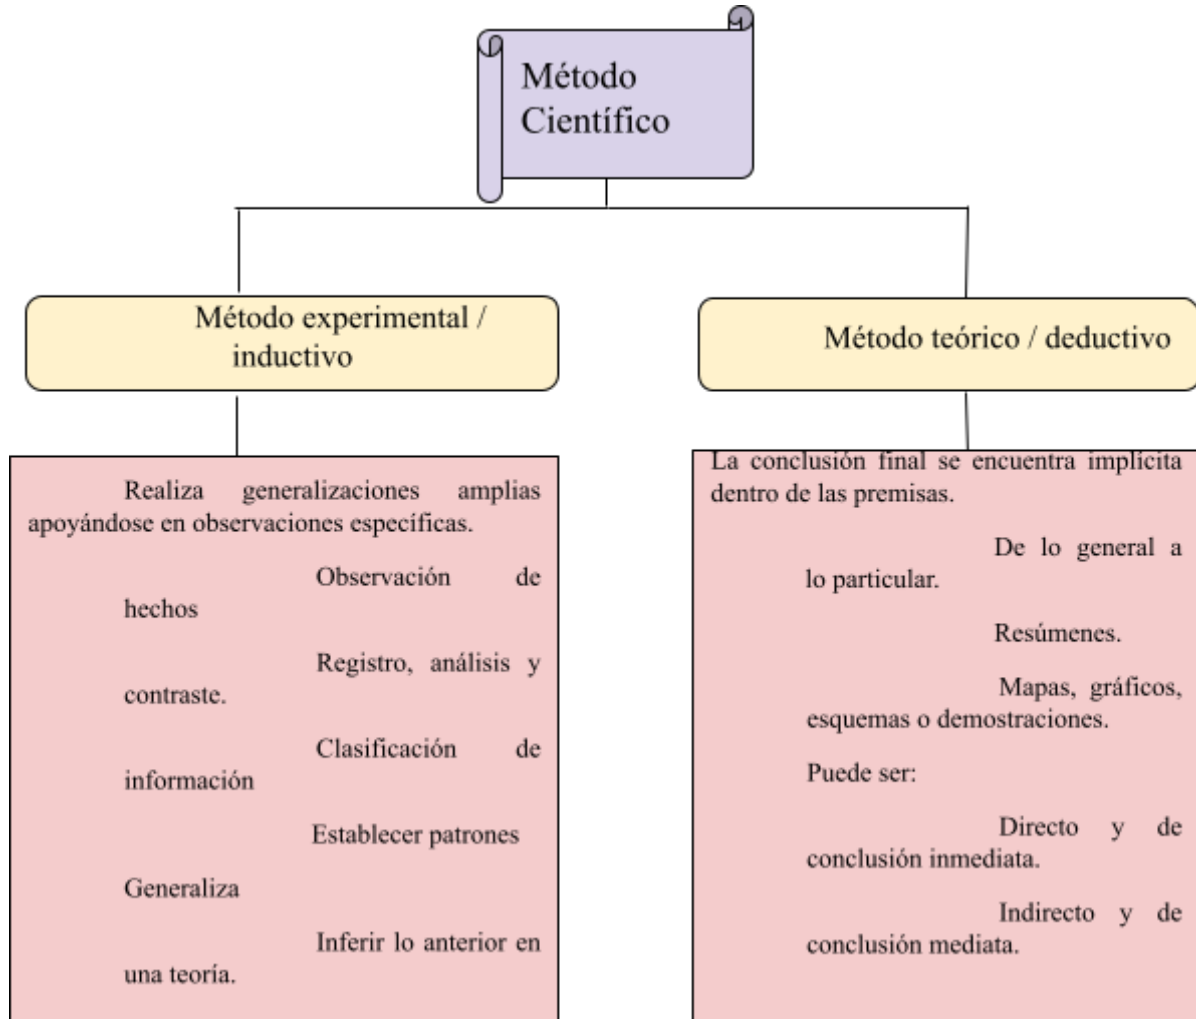 Método
Científico
Método experimental /
inductivo
Realiza generalizaciones amplias
apoyándose en observaciones específicas.
Observación de
hechos
Registro, análisis y
contraste.
Clasificación de
información
Establecer patrones
Generaliza
Inferir lo anterior en
una teoría.
Método teórico / deductivo
La conclusión final se encuentra implícita
dentro de las premisas.
De lo general a
lo particular.
Resúmenes.
Mapas, gráficos,
esquemas o demostraciones.
Puede ser:
Directo y de
conclusión inmediata.
Indirecto y de
conclusión mediata.